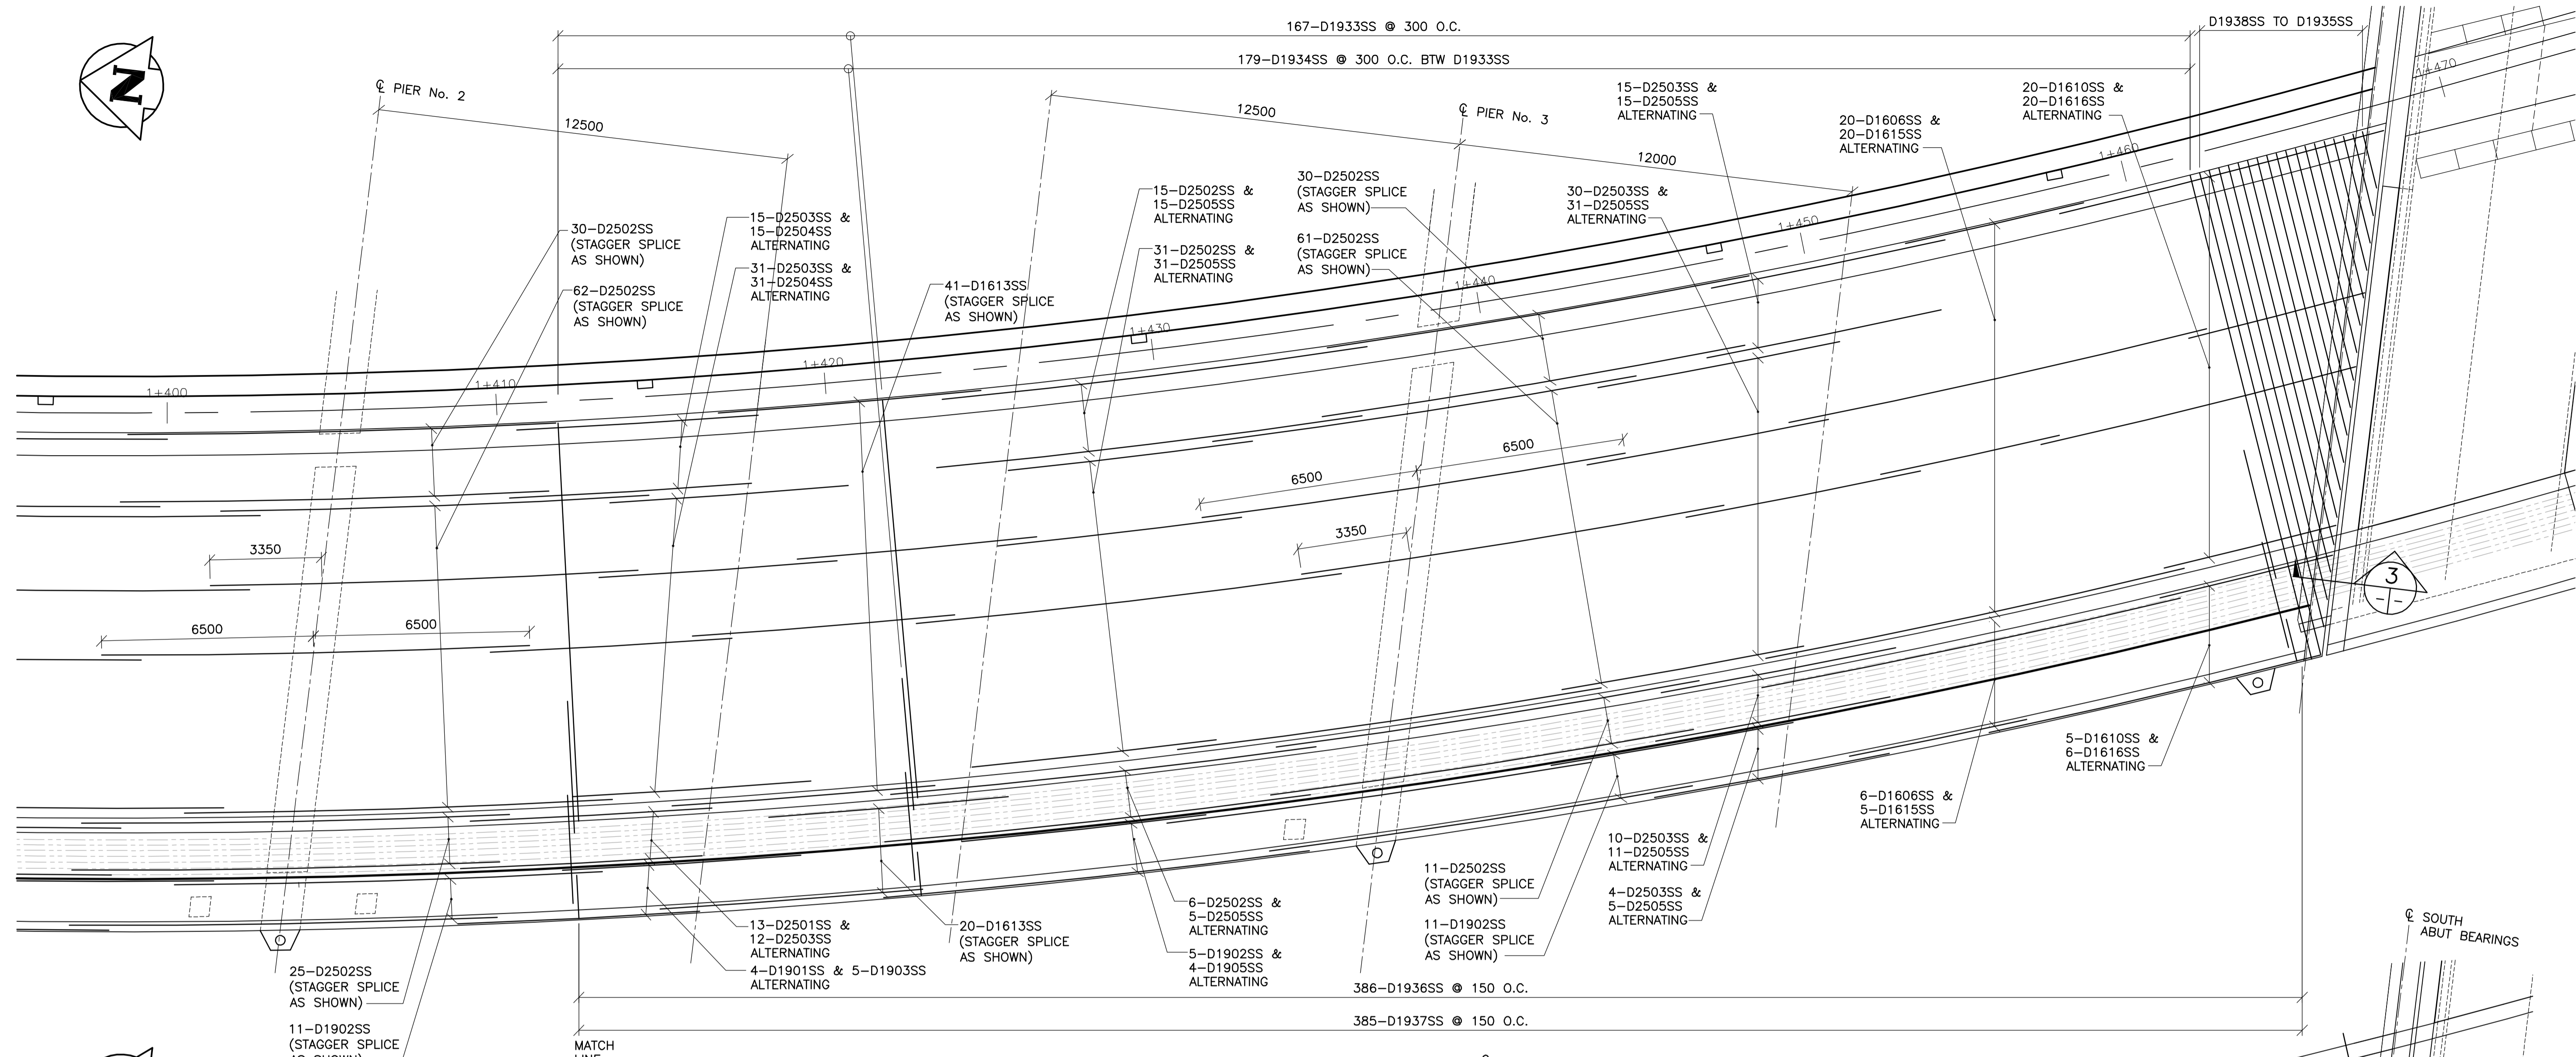 167-D1933SS @ 300 O.C.
D1938SS TO D1935SS
179-D1934SS @ 300 O.C. BTW D1933SS
N
℄ PIER No. 2
12500
12500
℄ PIER No. 3
12000
15-D2503SS &
15-D2505SS
ALTERNATING
20-D1606SS &
20-D1615SS
ALTERNATING
20-D1610SS &
20-D1616SS
ALTERNATING
1+470
1+460
1+450
1+440
1+430
1+420
1+410
1+400
30-D2502SS
(STAGGER SPLICE
AS SHOWN)
62-D2502SS
(STAGGER SPLICE
AS SHOWN)
15-D2503SS &
15-D2504SS
ALTERNATING
31-D2503SS &
31-D2504SS
ALTERNATING
41-D1613SS
(STAGGER SPLICE
AS SHOWN)
15-D2502SS &
15-D2505SS
ALTERNATING
31-D2502SS &
31-D2505SS
ALTERNATING
30-D2502SS
(STAGGER SPLICE
AS SHOWN)
61-D2502SS
(STAGGER SPLICE
AS SHOWN)
30-D2503SS &
31-D2505SS
ALTERNATING
6500
6500
3350
3350
6500
6500
3
--
25-D2502SS
(STAGGER SPLICE
AS SHOWN)
11-D1902SS
(STAGGER SPLICE
AS SHOWN)
13-D2501SS &
12-D2503SS
ALTERNATING
4-D1901SS & 5-D1903SS
ALTERNATING
20-D1613SS
(STAGGER SPLICE
AS SHOWN)
6-D2502SS &
5-D2505SS
ALTERNATING
5-D1902SS &
4-D1905SS
ALTERNATING
11-D2502SS
(STAGGER SPLICE
AS SHOWN)
11-D1902SS
(STAGGER SPLICE
AS SHOWN)
10-D2503SS &
11-D2505SS
ALTERNATING
4-D2503SS &
5-D2505SS
ALTERNATING
6-D1606SS &
5-D1615SS
ALTERNATING
5-D1610SS &
6-D1616SS
ALTERNATING
℄ SOUTH
ABUT BEARINGS
386-D1936SS @ 150 O.C.
385-D1937SS @ 150 O.C.
MATCH
LINE